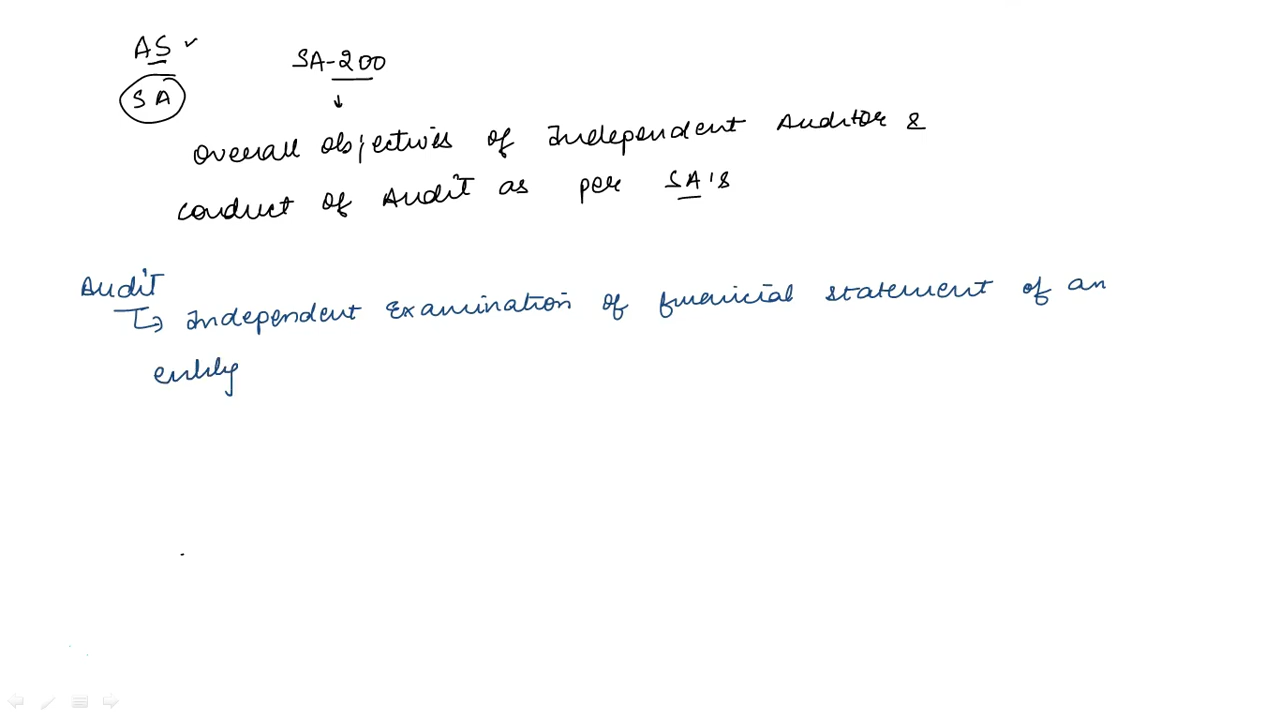 AS ✓
SA
SA-200
↓
Overall objectives of Independent Auditor &
conduct of Audit as per SA's
Audit
↳ Independent Examination of financial statement of an
entity